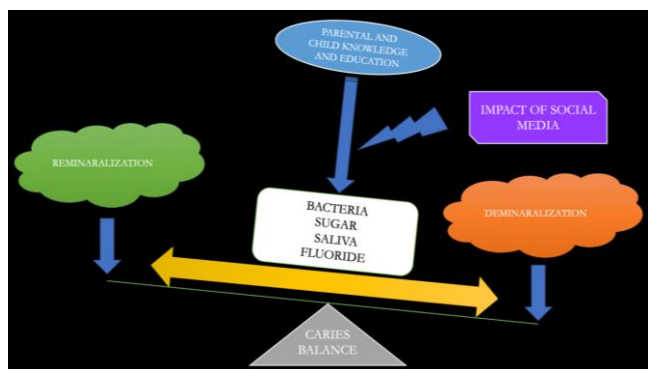 PARENTAL AND
CHILD KNOWLEDGE
AND EDUCATION
IMPACT OF SOCIAL
MEDIA
REMINARALIZATION
BACTERIA
SUGAR
SALIVA
FLUORIDE
DEMINARALIZATION
CARIES
BALANCE